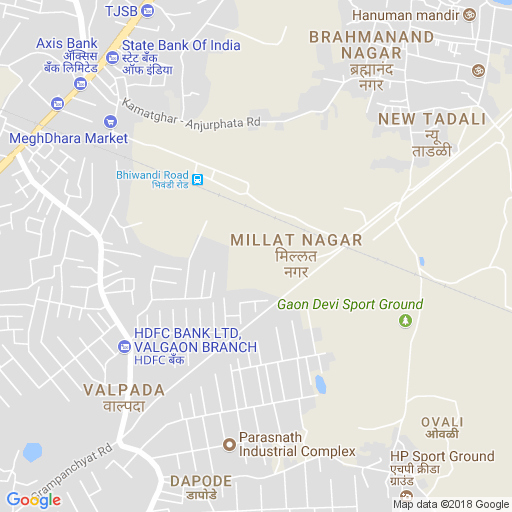 TJSB
Hanuman mandir
Axis Bank
ॲक्सिस
बँक लिमिटेड
State Bank Of India
स्टेट बँक
ऑफ इंडिया
BRAHMANAND
NAGAR
ब्रह्मानंद
नगर
Kamatghar - Anjurphata Rd
NEW TADALI
न्यू
ताडळी
MeghDhara Market
Bhiwandi Road
भिवंडी रोड
MILLAT NAGAR
मिल्लत
नगर
Gaon Devi Sport Ground
HDFC BANK LTD,
VALGAON BRANCH
HDFC बँक
VALPADA
वाल्पदा
OVALI
ओवळी
Grampanchyat Rd
Parasnath
Industrial Complex
HP Sport Ground
एचपी क्रीडा
ग्राउंड
DAPODE
डापोडे
Google
Map data ©2018 Google